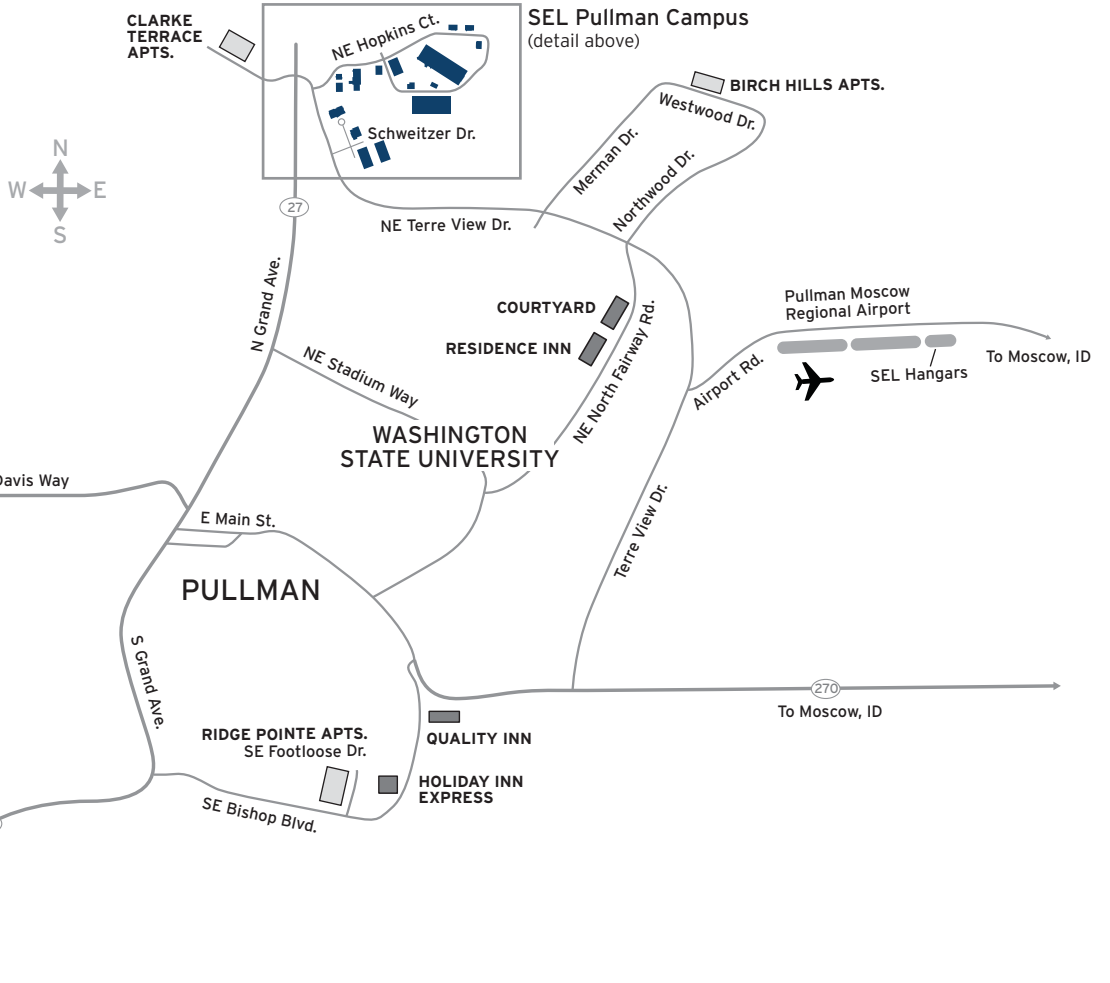 CLARKE
TERRACE
APTS.
SEL Pullman Campus
(detail above)
NE Hopkins Ct.
Schweitzer Dr.
BIRCH HILLS APTS.
Westwood Dr.
Merman Dr.
Northwood Dr.
N
W
E
S
27
NE Terre View Dr.
N Grand Ave.
COURTYARD
RESIDENCE INN
NE North Fairway Rd.
Pullman Moscow
Regional Airport
To Moscow, ID
SEL Hangars
Airport Rd.
NE Stadium Way
WASHINGTON
STATE UNIVERSITY
Davis Way
E Main St.
Terre View Dr.
PULLMAN
S Grand Ave.
270
To Moscow, ID
RIDGE POINTE APTS.
SE Footloose Dr.
QUALITY INN
HOLIDAY INN
EXPRESS
SE Bishop Blvd.